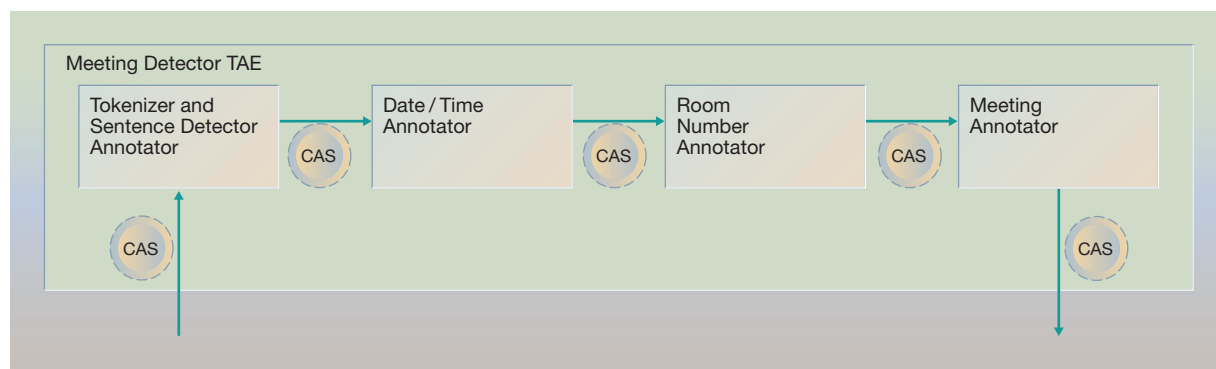 Meeting Detector TAE
Tokenizer and
Sentence Detector
Annotator
CAS
Date / Time
Annotator
CAS
Room
Number
Annotator
CAS
Meeting
Annotator
CAS
CAS